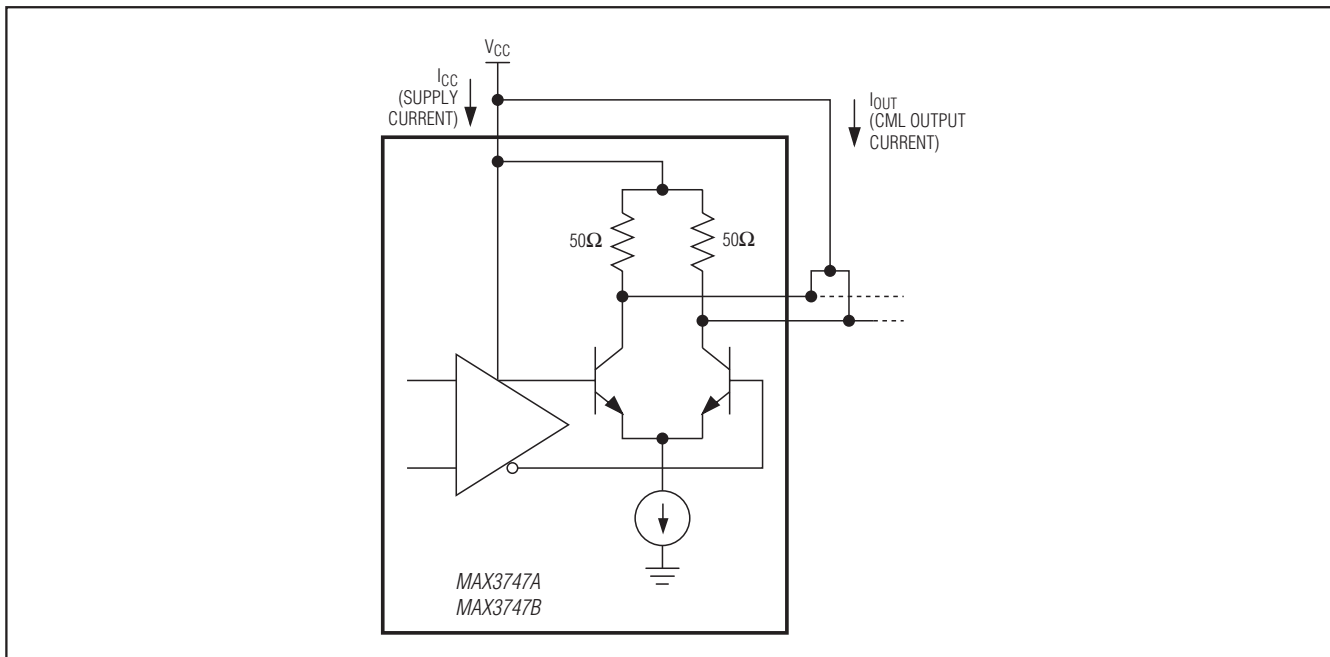 VCC
ICC
(SUPPLY
CURRENT)
IOUT
(CML OUTPUT
CURRENT)
50Ω
50Ω
MAX3747A
MAX3747B